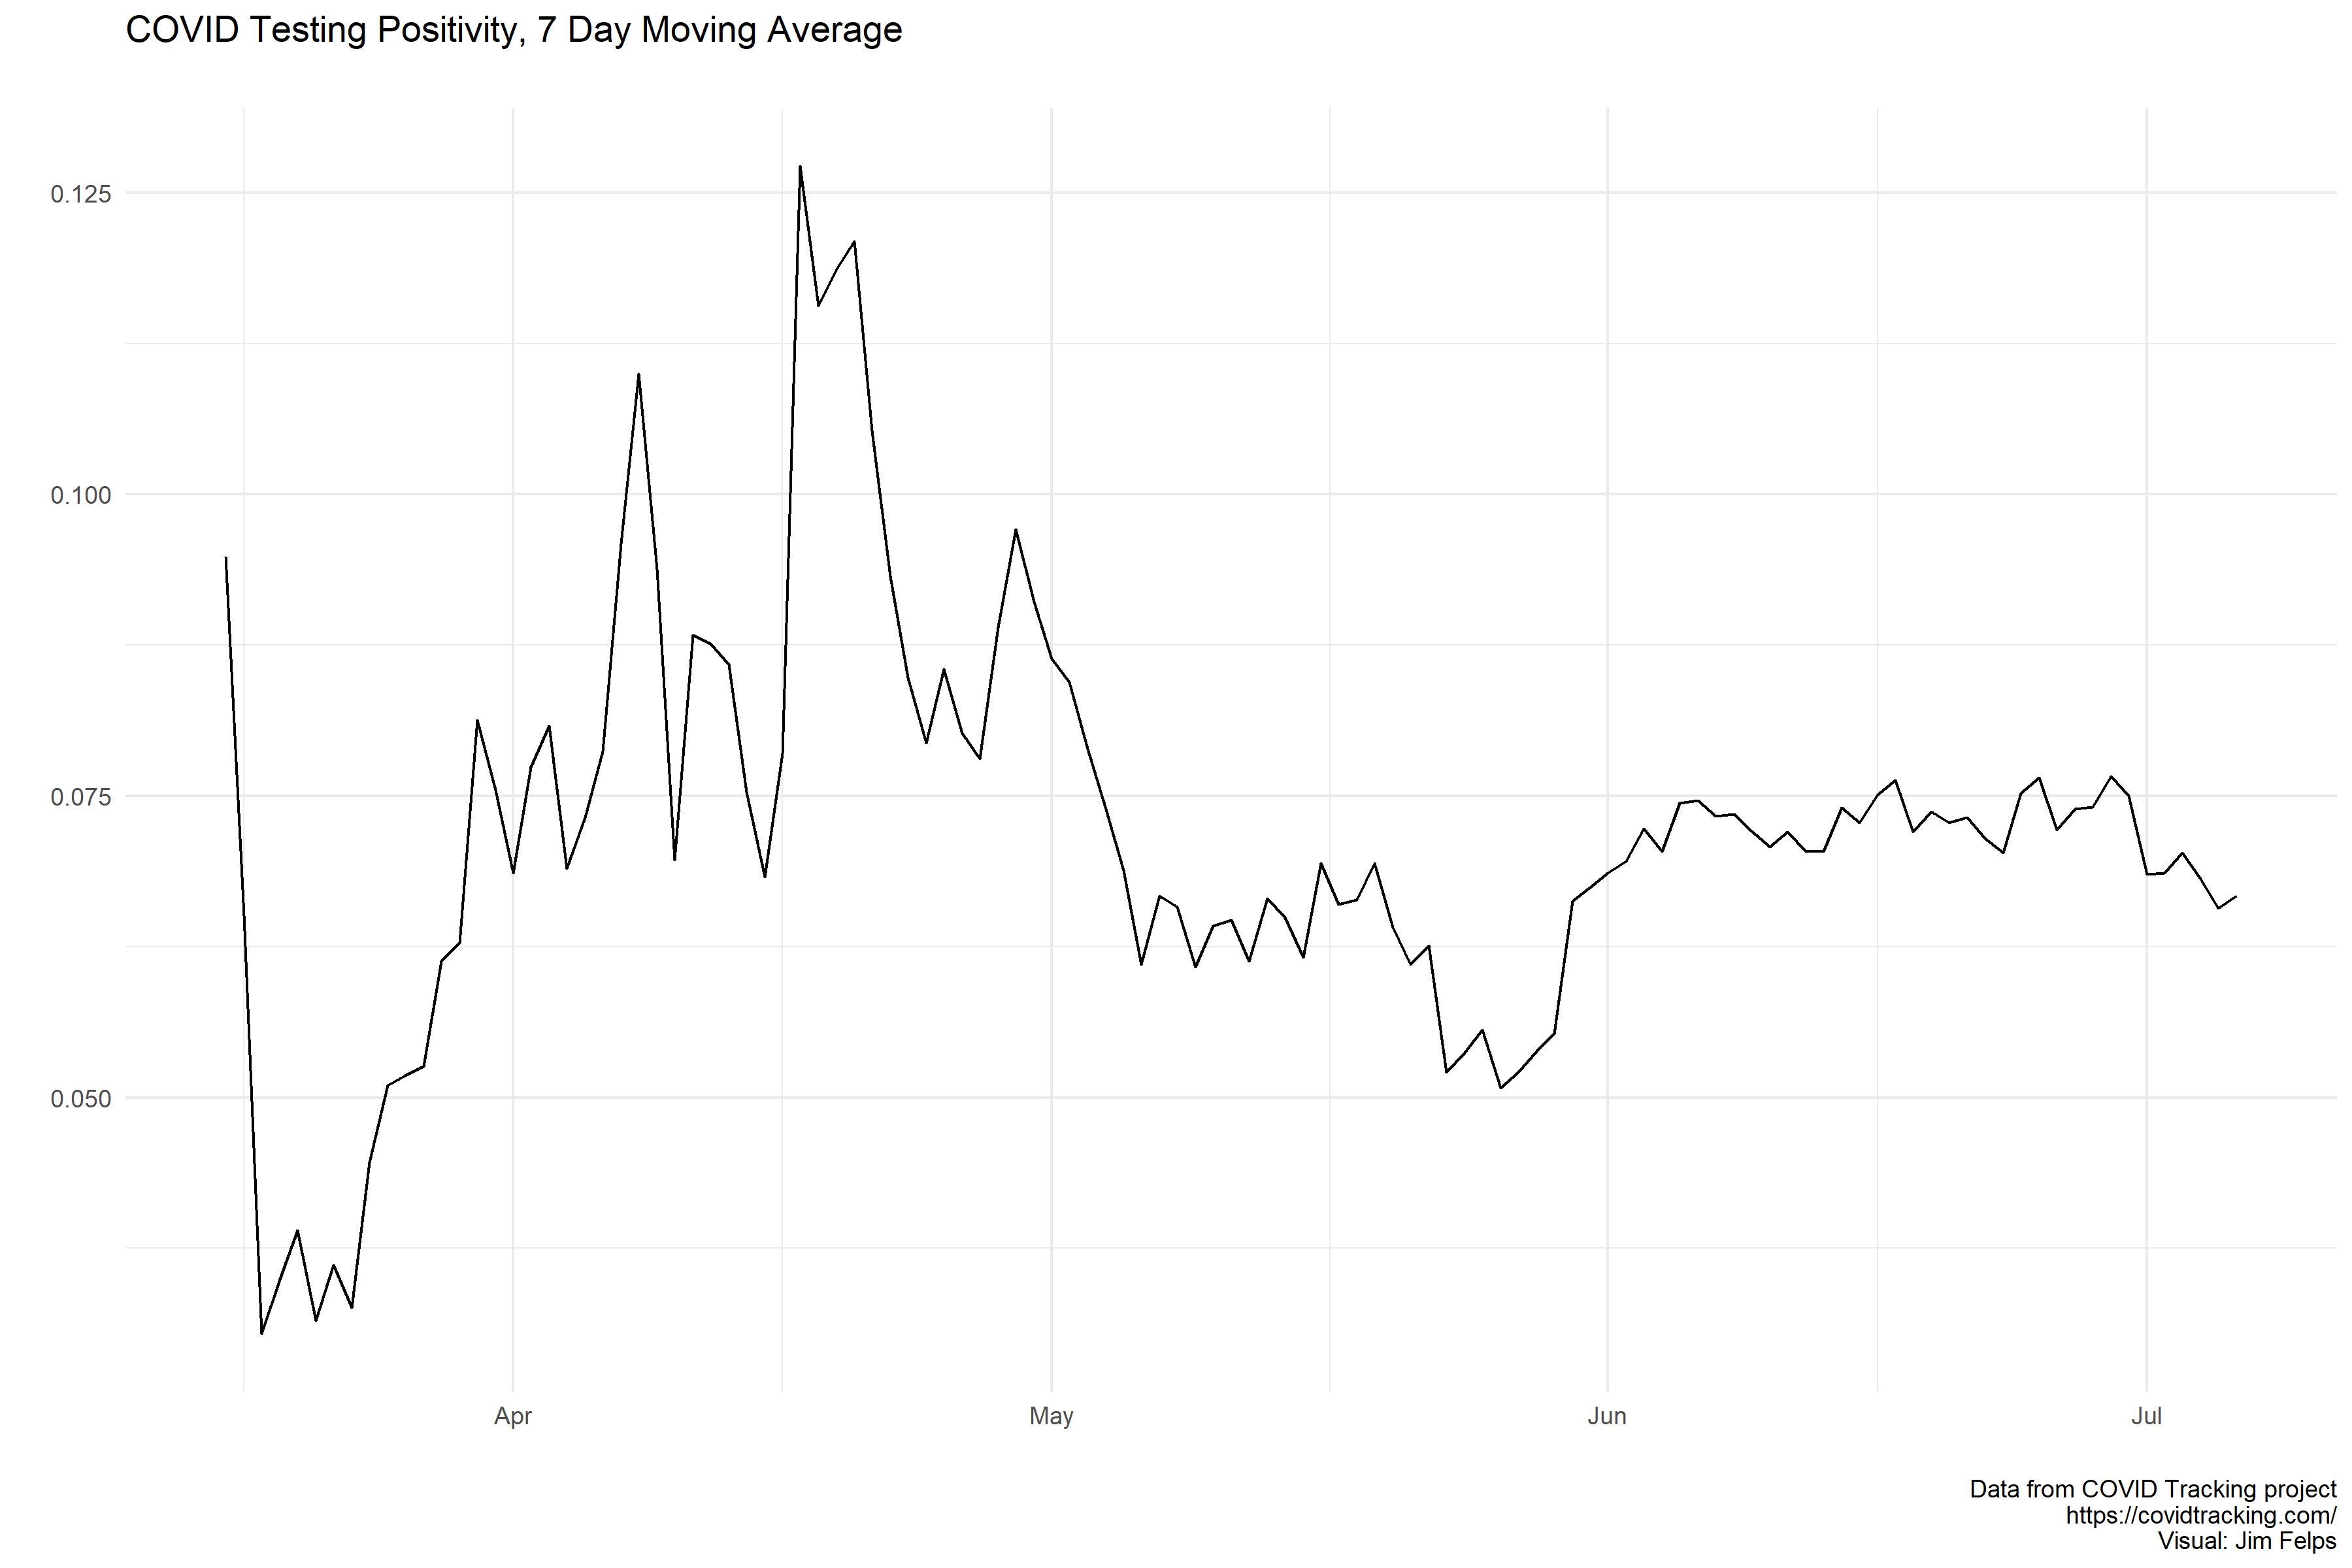 COVID Testing Positivity, 7 Day Moving Average
0.125
0.100
0.075
0.050
Apr May Jun Jul
Data from COVID Tracking project
https://covidtracking.com/
Visual: Jim Felps